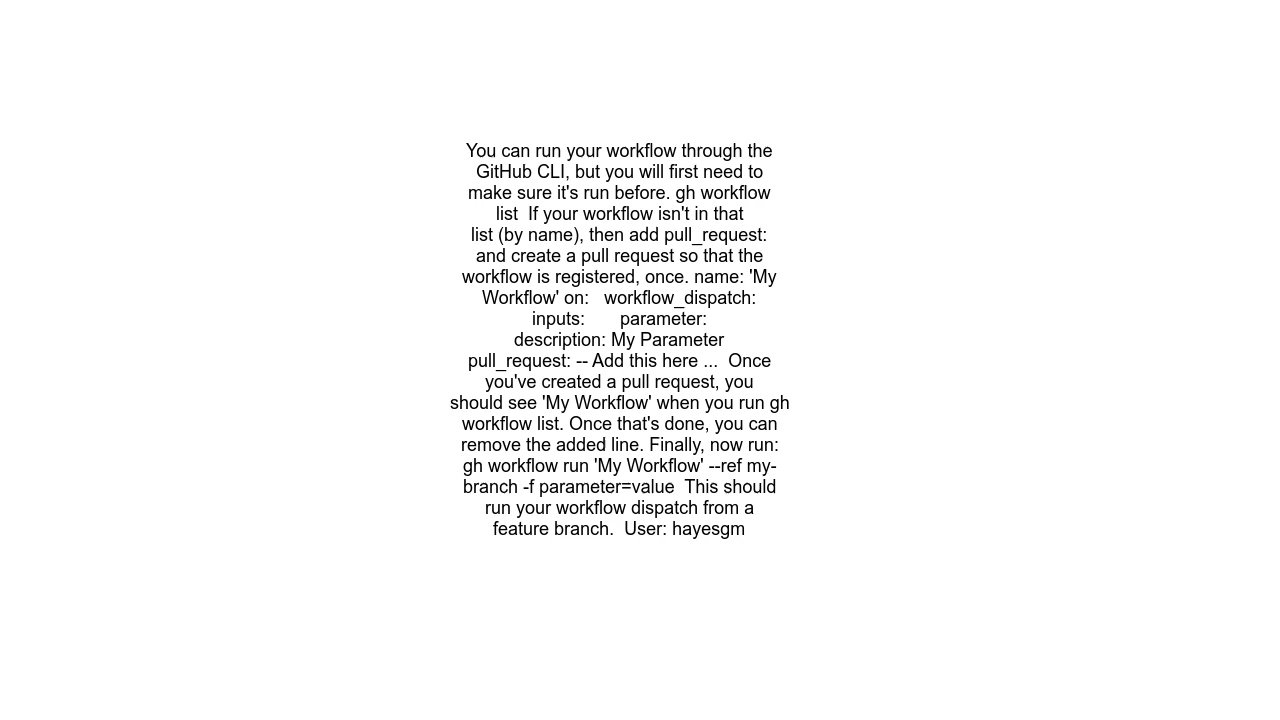 You can run your workflow through the
GitHub CLI, but you will first need to
make sure it's run before. gh workflow
list  If your workflow isn't in that
list (by name), then add pull_request:
and create a pull request so that the
workflow is registered, once. name: 'My
Workflow' on:   workflow_dispatch:
inputs:       parameter:
description: My Parameter
pull_request: -- Add this here ...  Once
you've created a pull request, you
should see 'My Workflow' when you run gh
workflow list. Once that's done, you can
remove the added line. Finally, now run:
gh workflow run 'My Workflow' --ref my-
branch -f parameter=value  This should
run your workflow dispatch from a
feature branch.  User: hayesgm